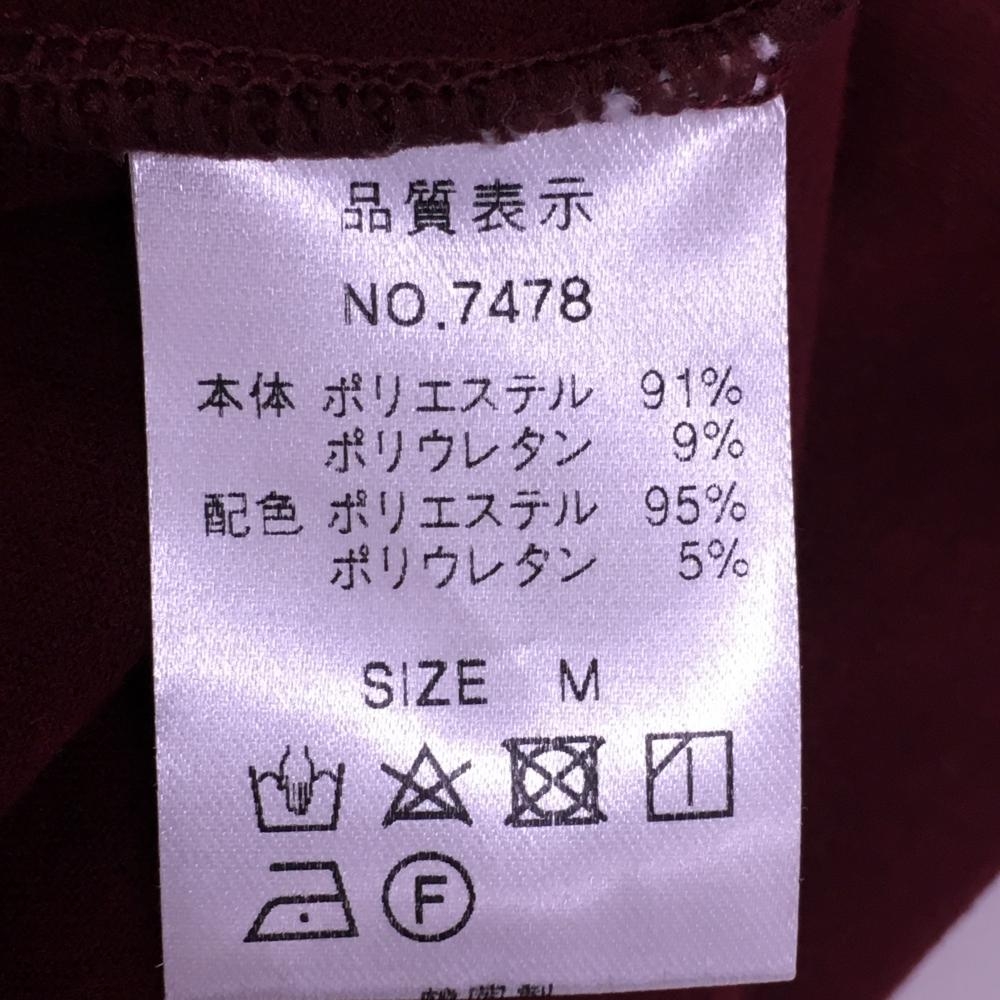 品質表示
NO.7478
本体 ポリエステル 91%
ポリウレタン 9%
配色 ポリエステル 95%
ポリウレタン 5%
SIZE M
F